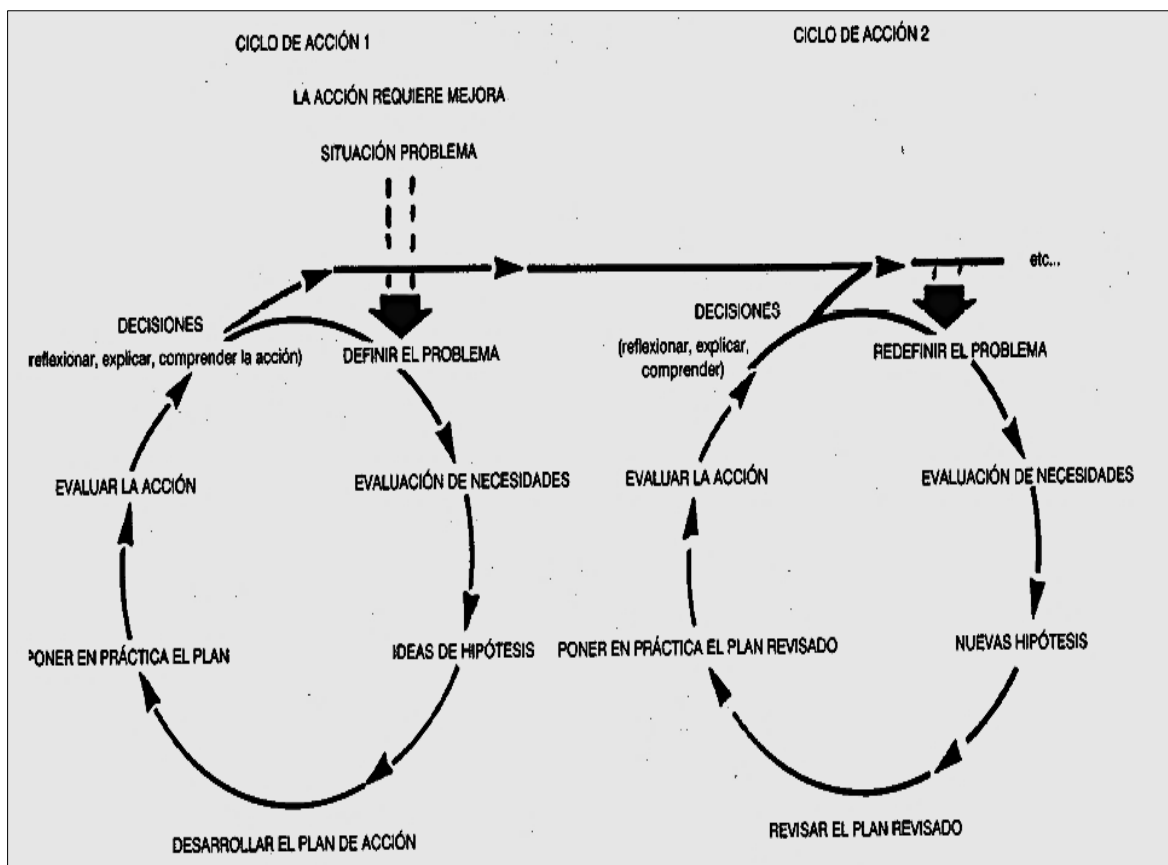 CICLO DE ACCIÓN 1
LA ACCIÓN REQUIERE MEJORA
SITUACIÓN PROBLEMA
DECISIONES
reflexionar, explicar, comprender la acción)
DEFINIR EL PROBLEMA
EVALUACIÓN DE NECESIDADES
IDEAS DE HIPÓTESIS
DESARROLLAR EL PLAN DE ACCIÓN
PONER EN PRÁCTICA EL PLAN
EVALUAR LA ACCIÓN
CICLO DE ACCIÓN 2
etc...
DECISIONES
(reflexionar, explicar,
comprender)
REDEFINIR EL PROBLEMA
EVALUACIÓN DE NECESIDADES
NUEVAS HIPÓTESIS
REVISAR EL PLAN REVISADO
PONER EN PRÁCTICA EL PLAN REVISADO
EVALUAR LA ACCIÓN